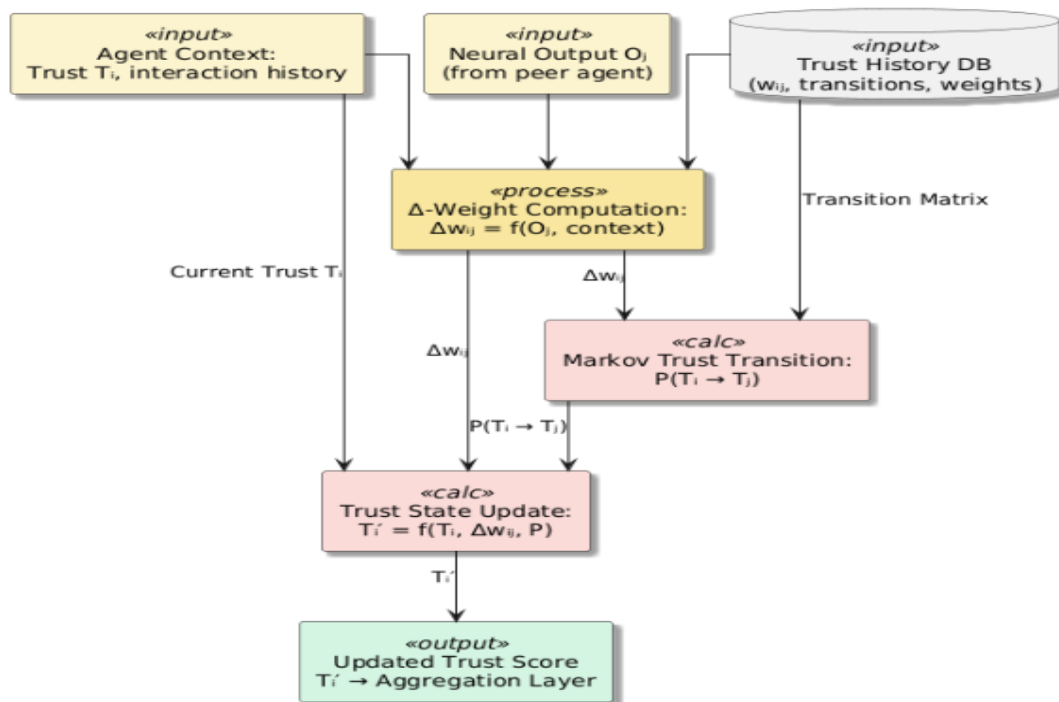 «input»
Agent Context:
Trust Tᵢ, interaction history
«input»
Neural Output Oⱼ
(from peer agent)
«input»
Trust History DB
(wᵢⱼ, transitions, weights)
«process»
Δ-Weight Computation:
Δwᵢⱼ = f(Oⱼ, context)
Transition Matrix
Current Trust Tᵢ
Δwᵢⱼ
«calc»
Markov Trust Transition:
P(Tᵢ → Tⱼ)
Δwᵢⱼ
P(Tᵢ → Tⱼ)
«calc»
Trust State Update:
Tᵢ′ = f(Tᵢ, Δwᵢⱼ, P)
Tᵢ′
«output»
Updated Trust Score
Tᵢ′ → Aggregation Layer